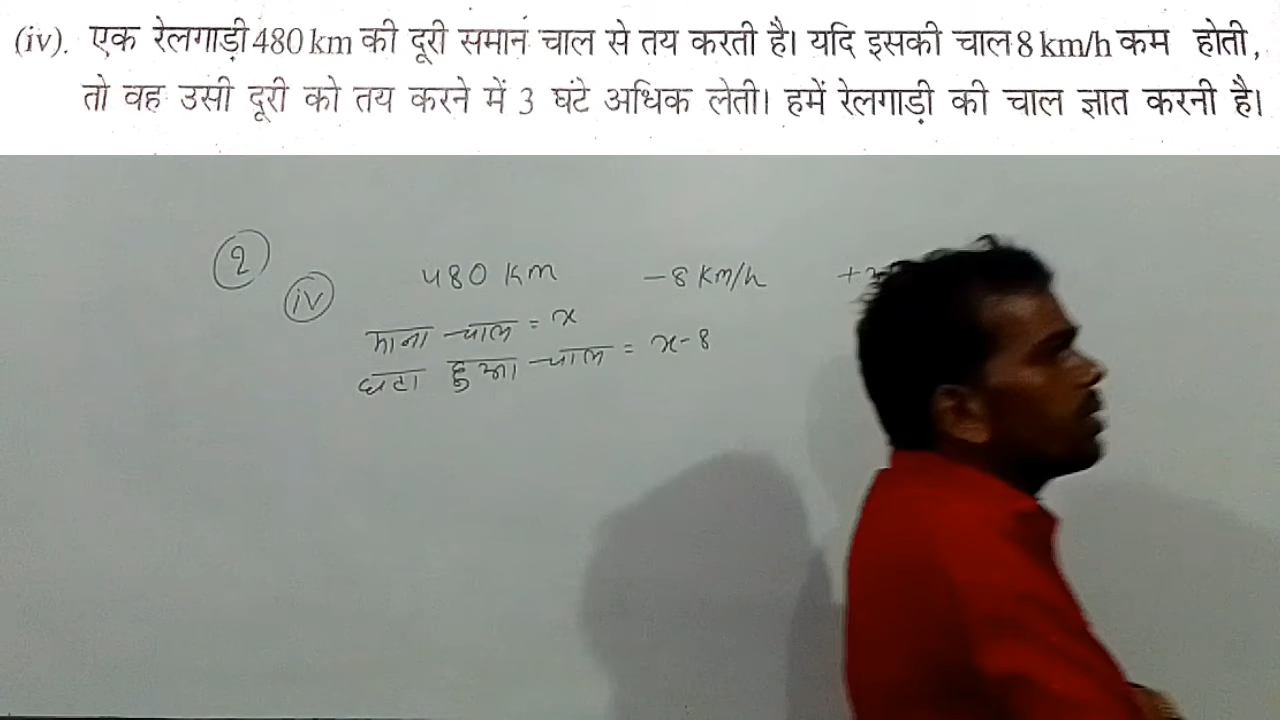 (iv). एक रेलगाड़ी 480 km की दूरी समान चाल से तय करती है। यदि इसकी चाल 8 km/h कम होती,
तो वह उसी दूरी को तय करने में 3 घंटे अधिक लेती। हमें रेलगाड़ी की चाल ज्ञात करनी है।
2
iv 480 km -8 km/h +
माना चाल = x
घटा हुआ चाल = x-8